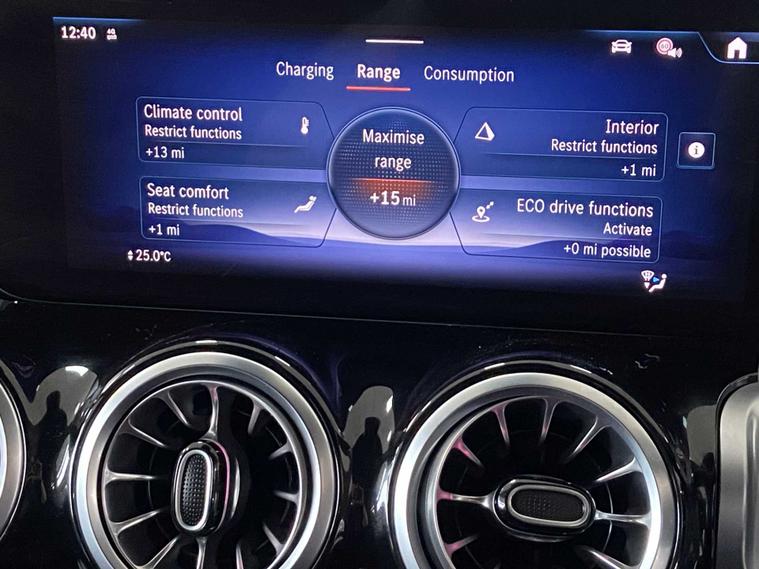 12:40 4G
Charging Range Consumption
Climate control
Restrict functions
+13 mi
Seat comfort
Restrict functions
+1 mi
Maximise
range
+15 mi
Interior
Restrict functions
+1 mi
ECO drive functions
Activate
+0 mi possible
25.0°C